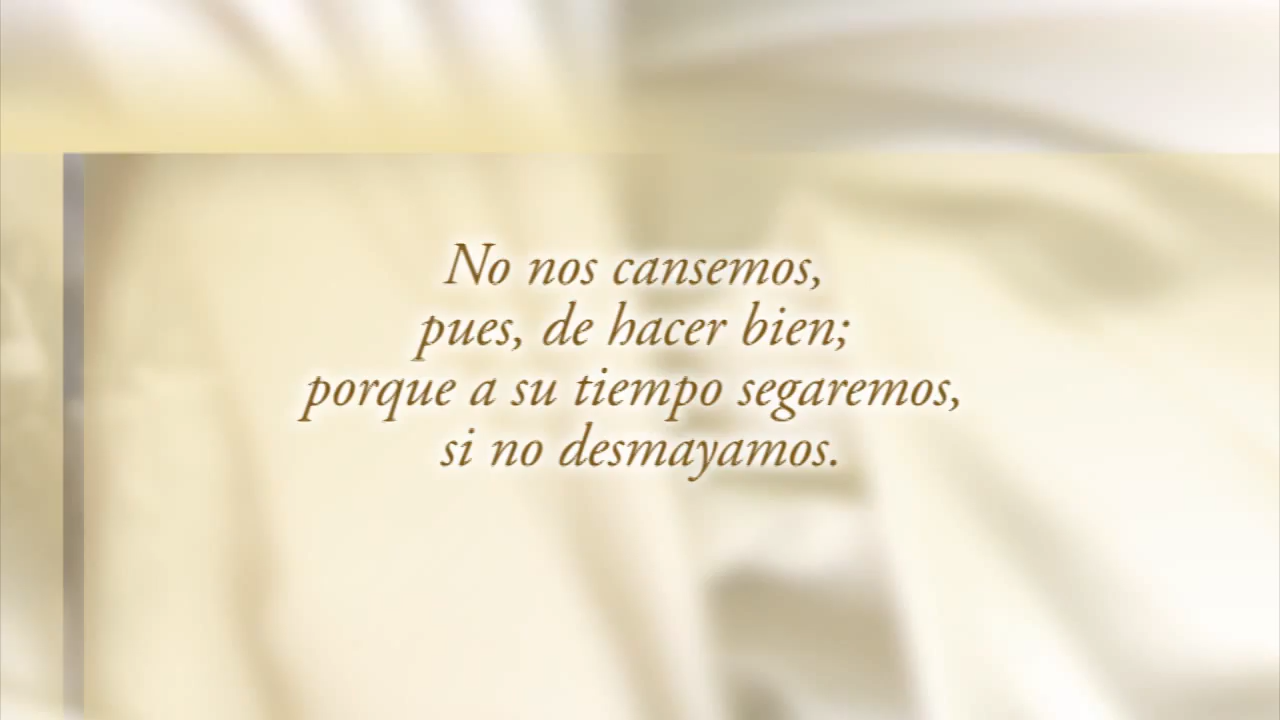 No nos cansemos,
pues, de hacer bien;
porque a su tiempo segaremos,
si no desmayamos.